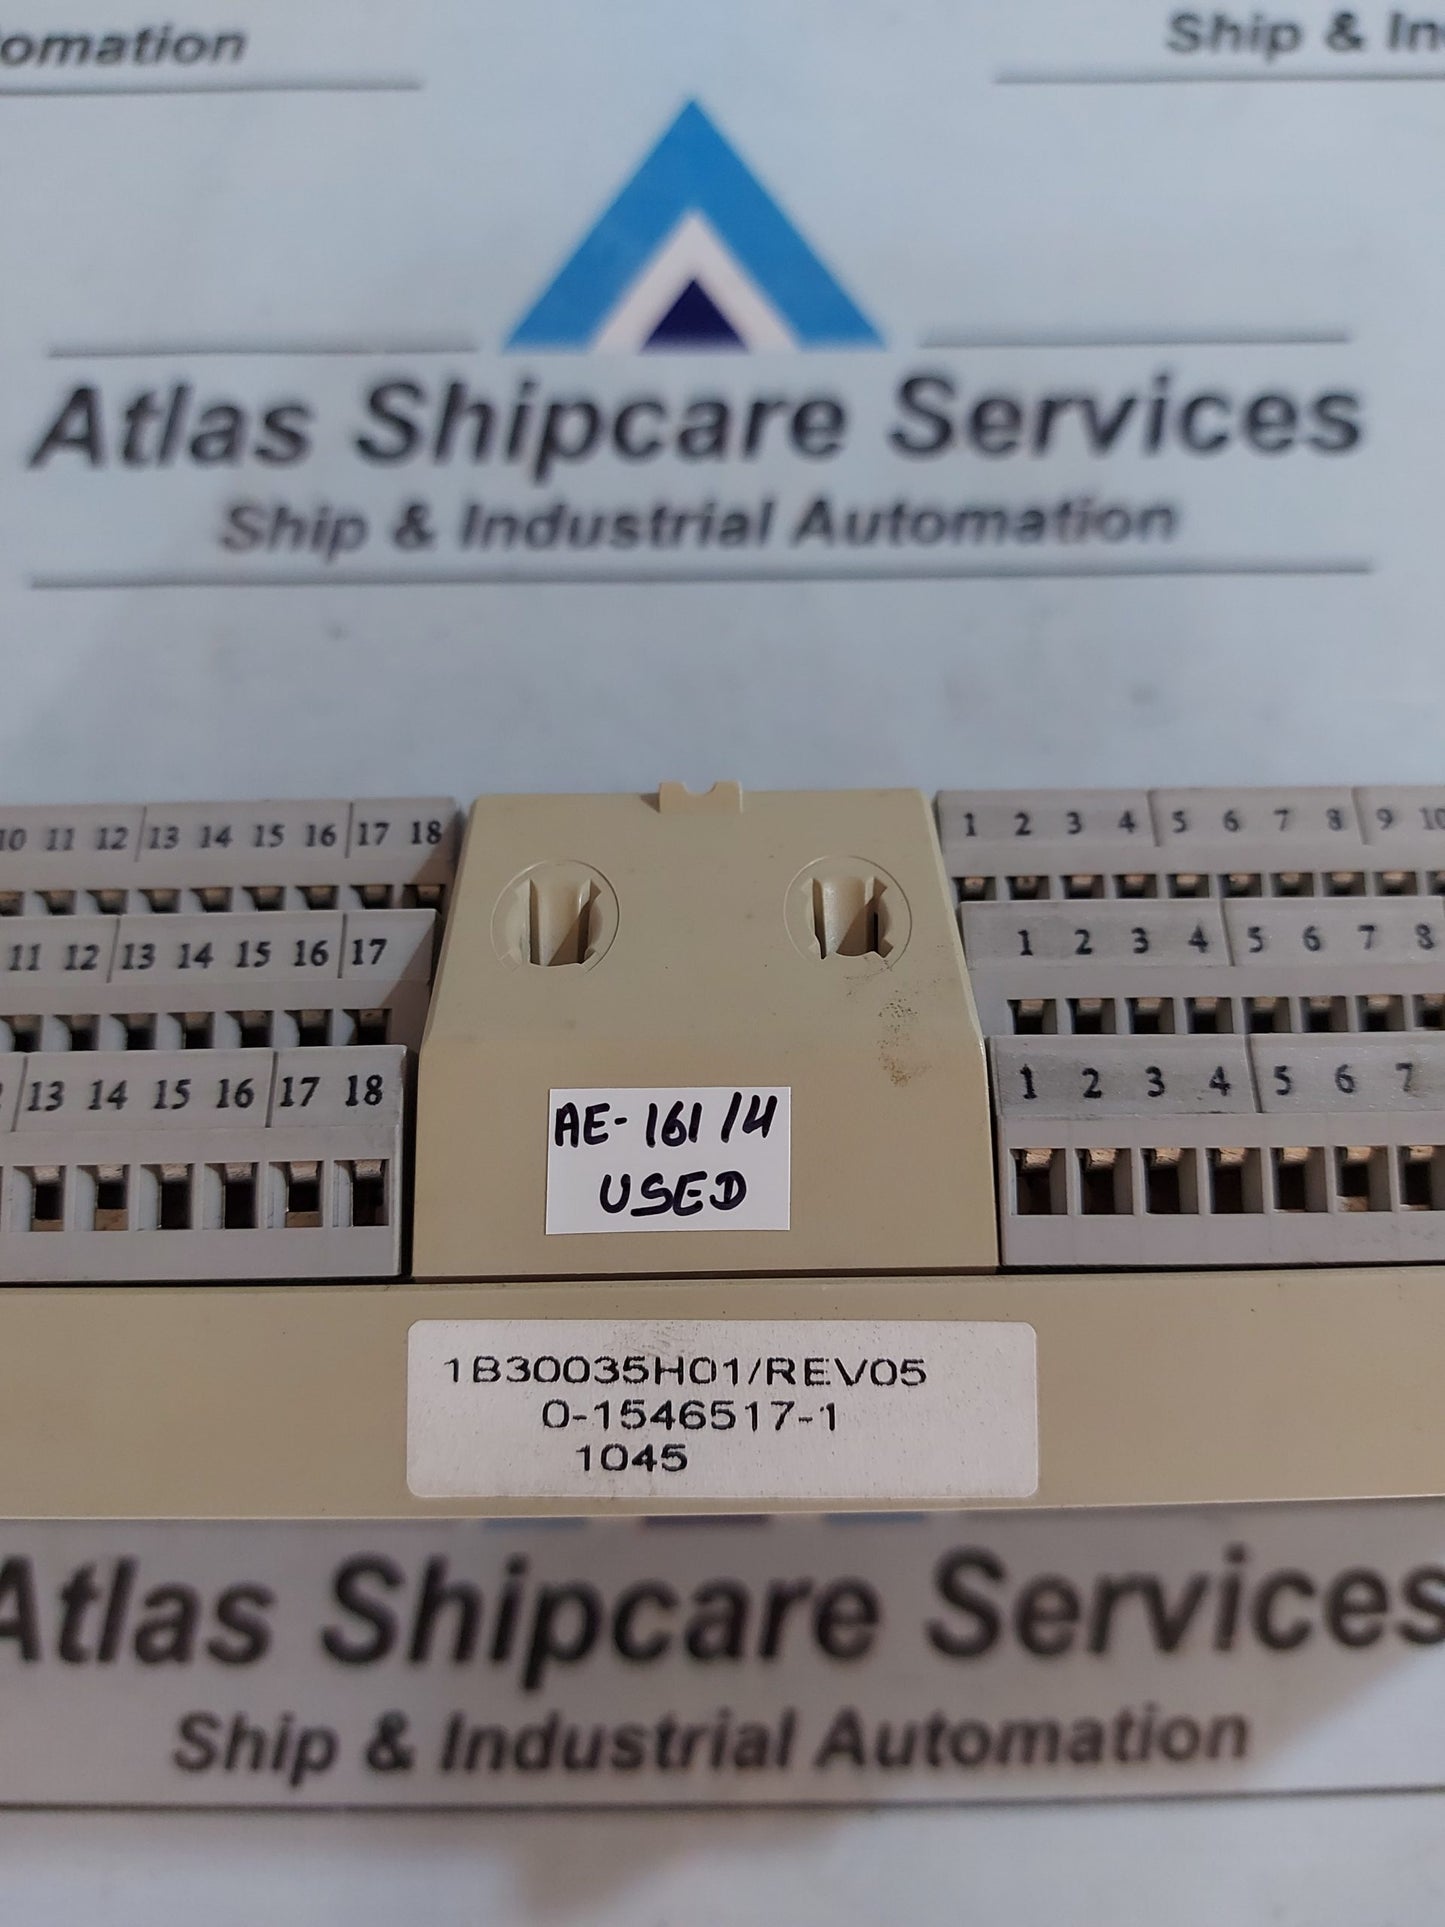 omation
Ship & In
Atlas Shipcare Services
Ship & Industrial Automation
10 11 12 13 14 15 16 17 18
1 2 3 4 5 6 7 8 9 10
11 12 13 14 15 16 17
1 2 3 4 5 6 7 8
13 14 15 16 17 18
1 2 3 4 5 6 7
AE-161/4
USED
1B30035H01/REV05
0-1546517-1
1045
Atlas Shipcare Services
Ship & Industrial Automation